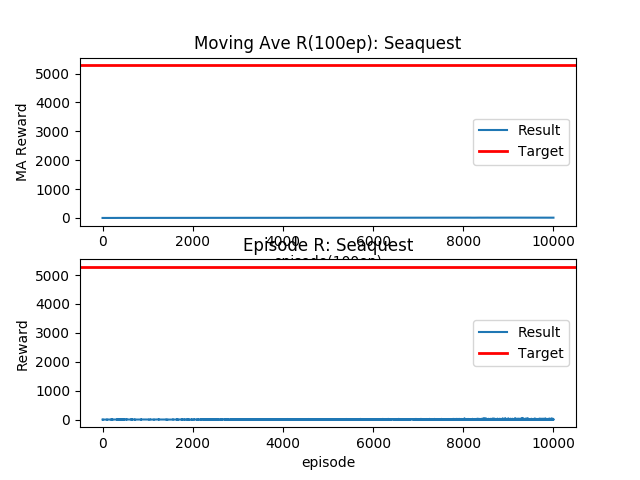 Moving Ave R(100ep): Seaquest
5000
4000
3000
2000
1000
0
MA Reward
Result
Target
0 2000 4000 6000 8000 10000
episode(100ep)
Episode R: Seaquest
5000
4000
3000
2000
1000
0
Reward
Result
Target
0 2000 4000 6000 8000 10000
episode